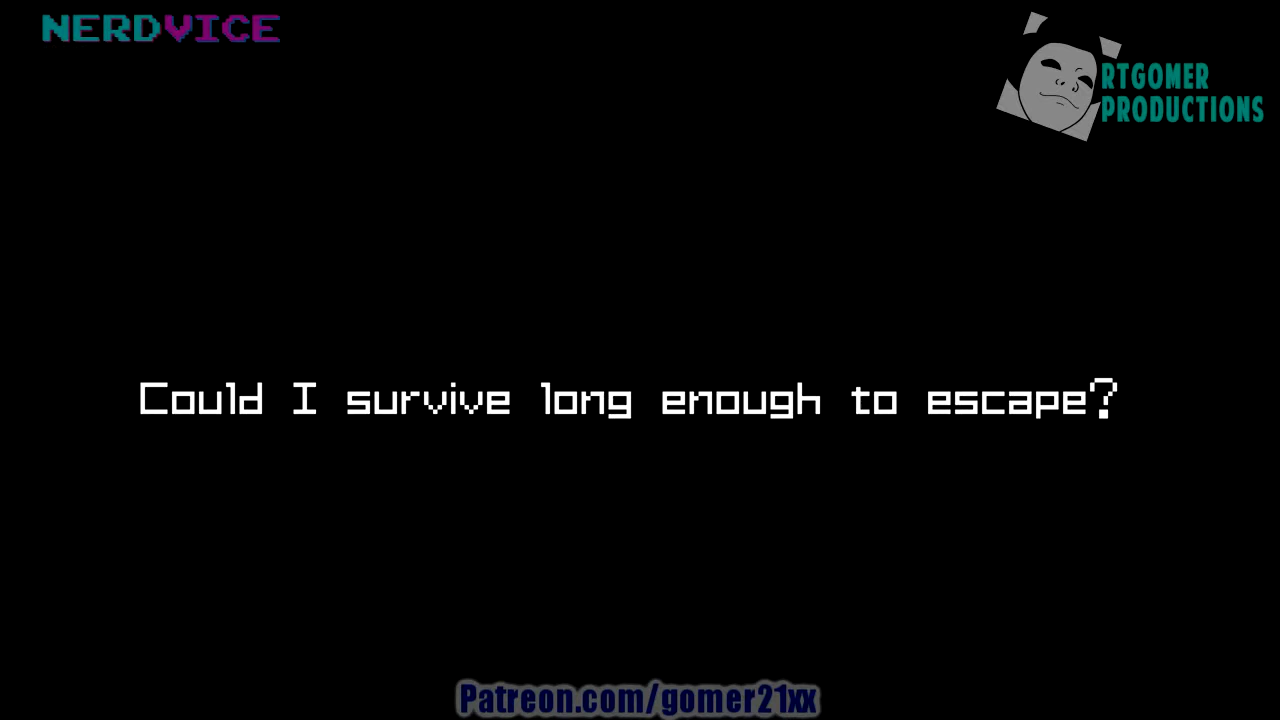 NERDVICE
RTGOMER
PRODUCTIONS
Could I survive long enough to escape?
Patreon.com/gomer21xx